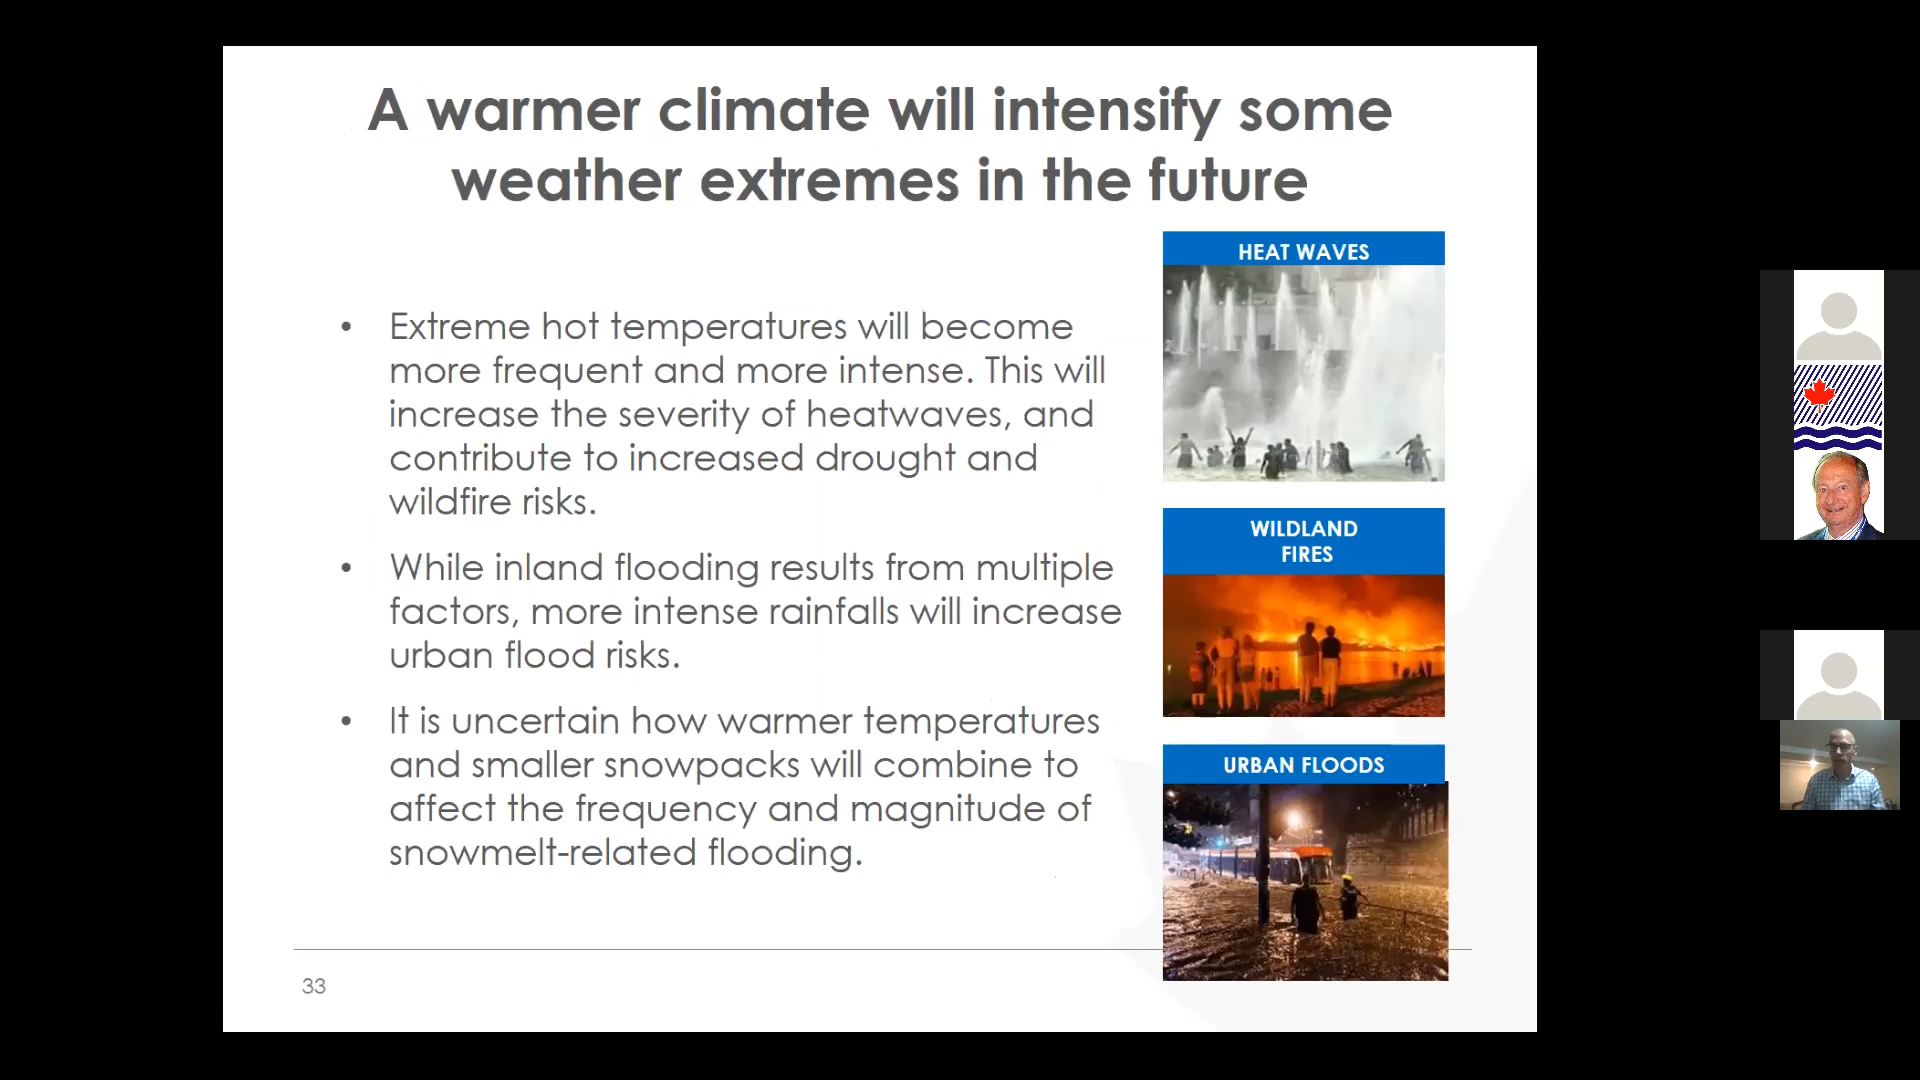 A warmer climate will intensify some
weather extremes in the future
• Extreme hot temperatures will become
more frequent and more intense. This will
increase the severity of heatwaves, and
contribute to increased drought and
wildfire risks.
• While inland flooding results from multiple
factors, more intense rainfalls will increase
urban flood risks.
• It is uncertain how warmer temperatures
and smaller snowpacks will combine to
affect the frequency and magnitude of
snowmelt-related flooding.
HEAT WAVES
WILDLAND
FIRES
URBAN FLOODS
33